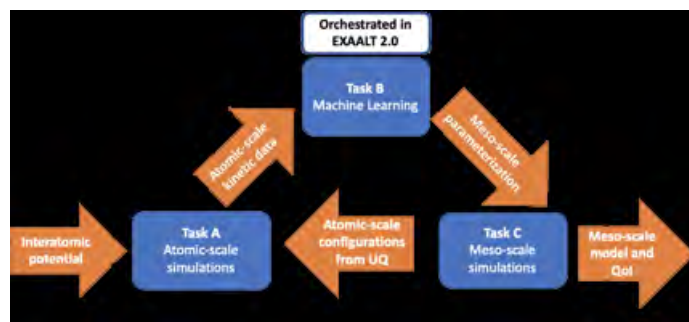 Orchestrated in
EXAALT 2.0
Task B
Machine Learning
Atomic-scale
kinetic data
Meso-scale
parameterization
Interatomic
potential
Task A
Atomic-scale
simulations
Atomic-scale
configurations
from UQ
Task C
Meso-scale
simulations
Meso-scale
model and
QoI